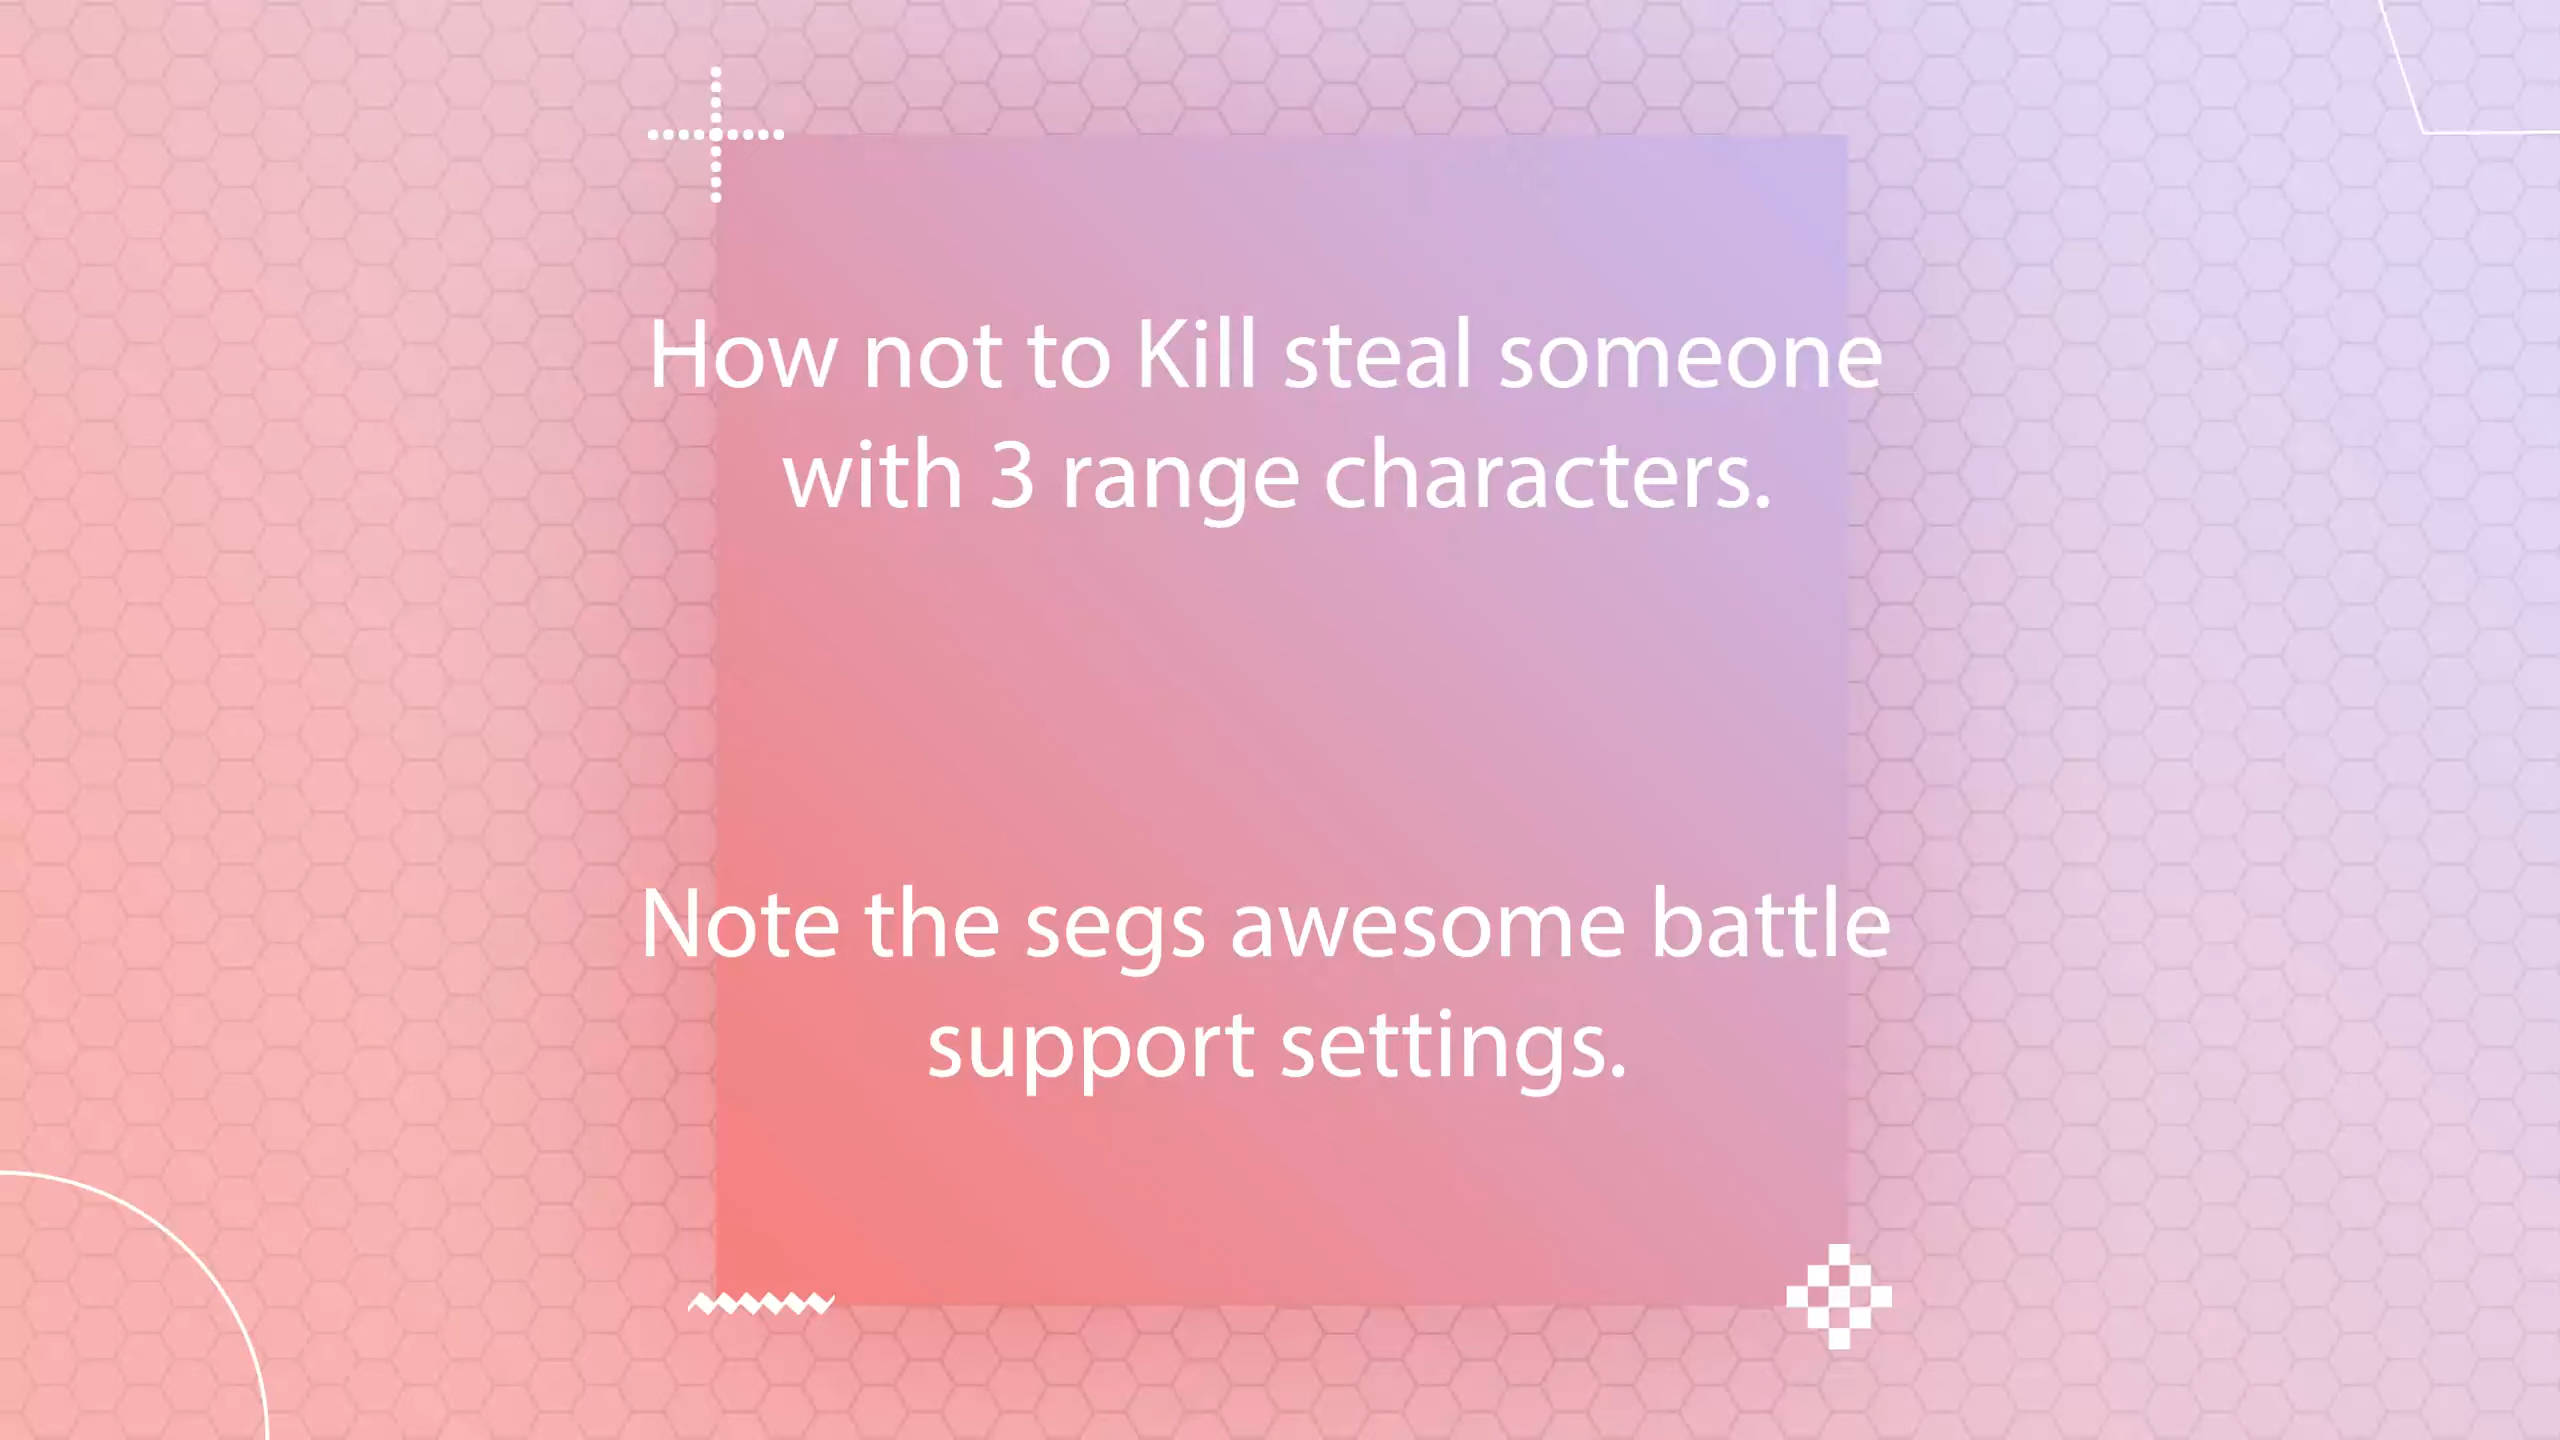 How not to Kill steal someone
with 3 range characters.
Note the segs awesome battle
support settings.